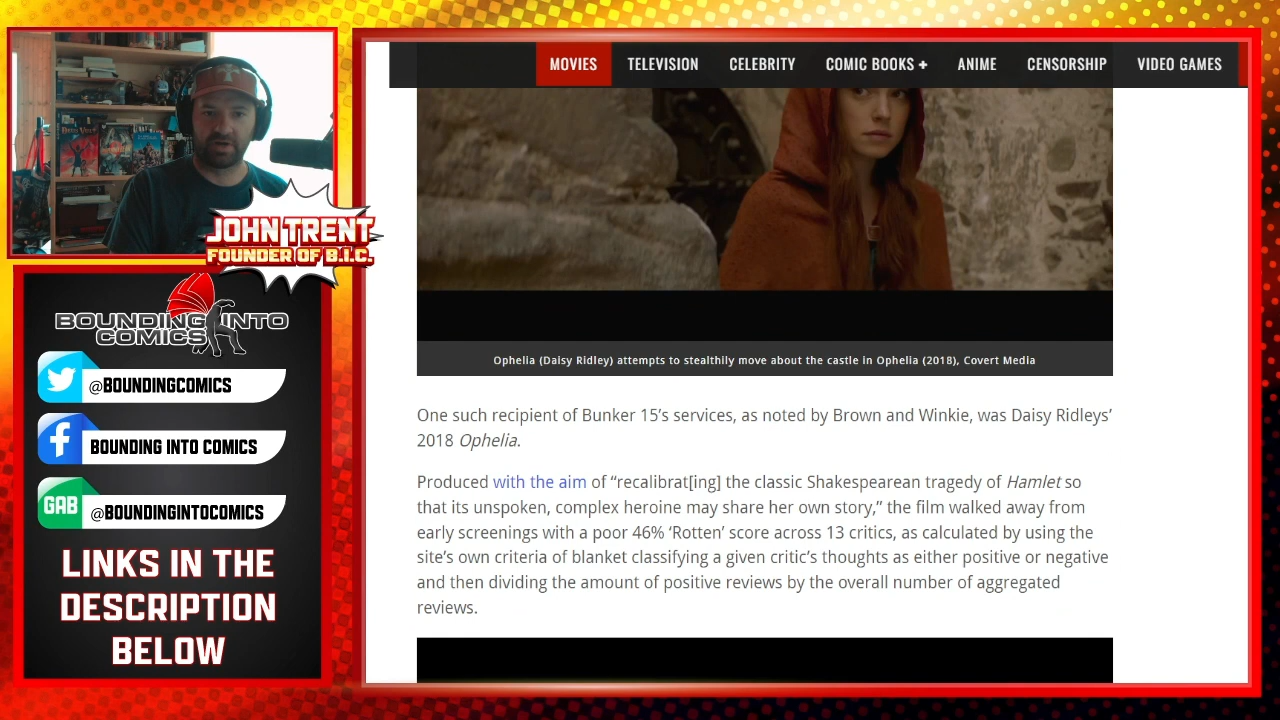 MOVIES TELEVISION CELEBRITY COMIC BOOKS + ANIME CENSORSHIP VIDEO GAMES
JOHN TRENT
FOUNDER OF B.I.C.
BOUNDING INTO
COMICS
@BOUNDINGCOMICS
BOUNDING INTO COMICS
GAB
@BOUNDINGINTOCOMICS
LINKS IN THE
DESCRIPTION
BELOW
Ophelia (Daisy Ridley) attempts to stealthily move about the castle in Ophelia (2018), Covert Media
One such recipient of Bunker 15’s services, as noted by Brown and Winkie, was Daisy Ridleys’
2018 Ophelia.
Produced with the aim of “recalibrat[ing] the classic Shakespearean tragedy of Hamlet so
that its unspoken, complex heroine may share her own story,” the film walked away from
early screenings with a poor 46% ‘Rotten’ score across 13 critics, as calculated by using the
site’s own criteria of blanket classifying a given critic’s thoughts as either positive or negative
and then dividing the amount of positive reviews by the overall number of aggregated
reviews.